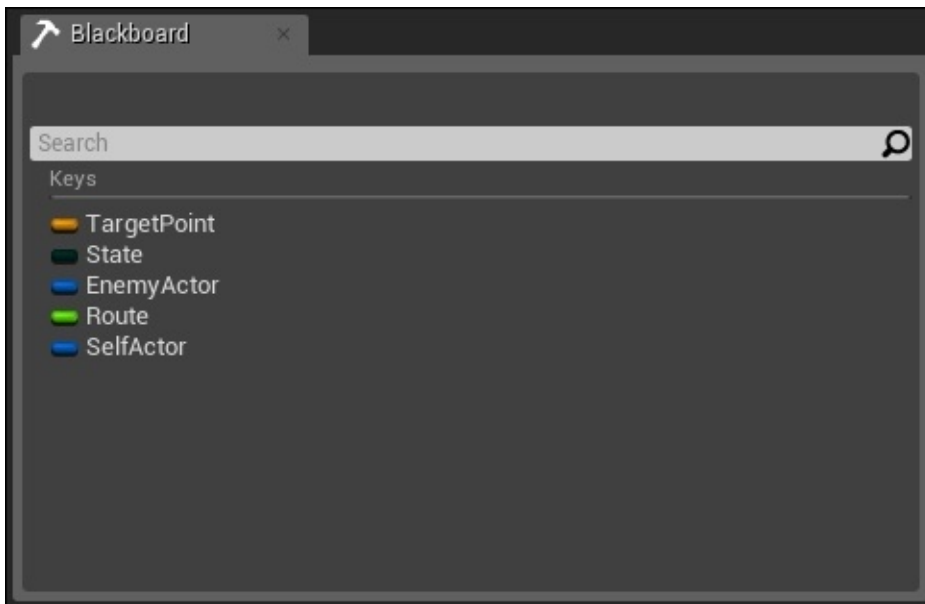 Blackboard
Search
Keys
TargetPoint
State
EnemyActor
Route
SelfActor